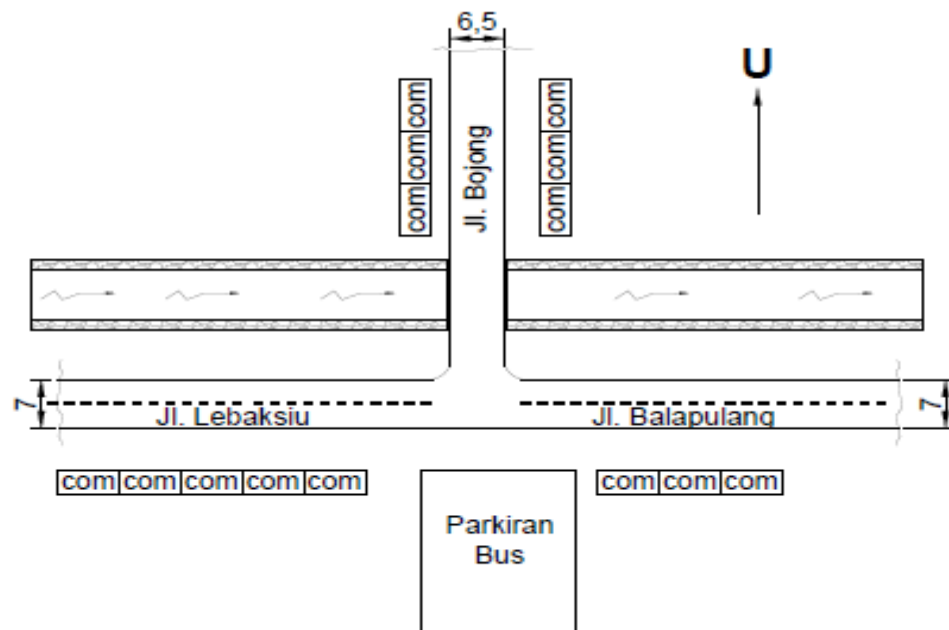 6,5
U
com com com
com com com
Jl. Bojong
7
7
Jl. Lebaksiu
Jl. Balapulang
com com com com com
com com com
Parkiran
Bus